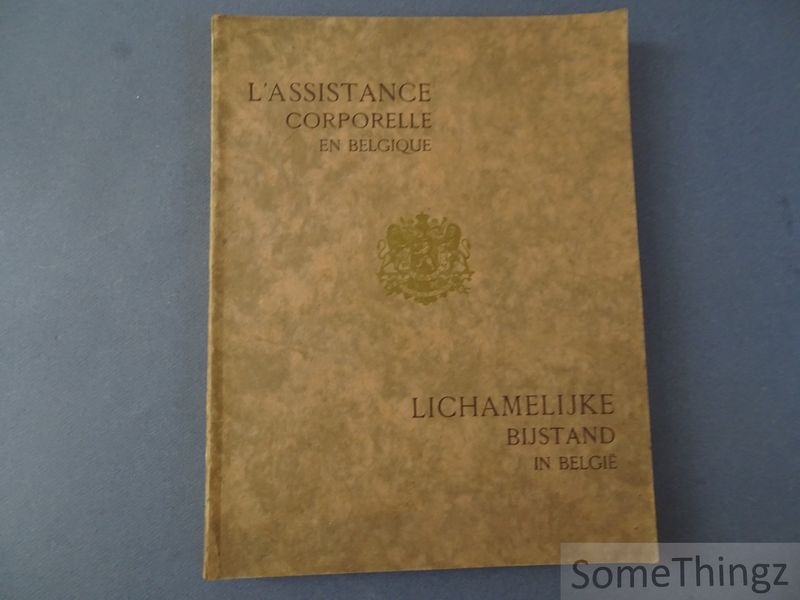 L'ASSISTANCE
CORPORELLE
EN BELGIQUE
LICHAMELIJKE
BIJSTAND
IN BELGIË
SomeThingz